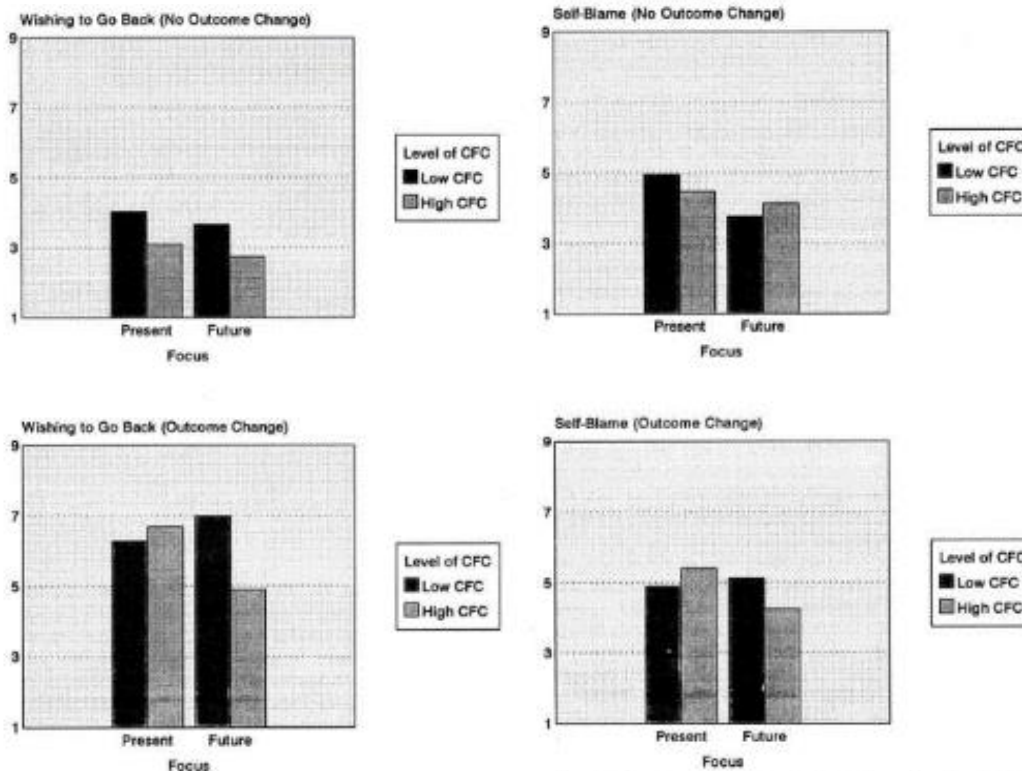 Wishing to Go Back (No Outcome Change)
9
7
5
3
1
Present Future
Focus
Level of CFC
Low CFC
High CFC
Self-Blame (No Outcome Change)
9
7
5
3
1
Present Future
Focus
Level of CFC
Low CFC
High CFC
Wishing to Go Back (Outcome Change)
9
7
5
3
1
Present Future
Focus
Level of CFC
Low CFC
High CFC
Self-Blame (Outcome Change)
9
7
5
3
1
Present Future
Focus
Level of CFC
Low CFC
High CFC